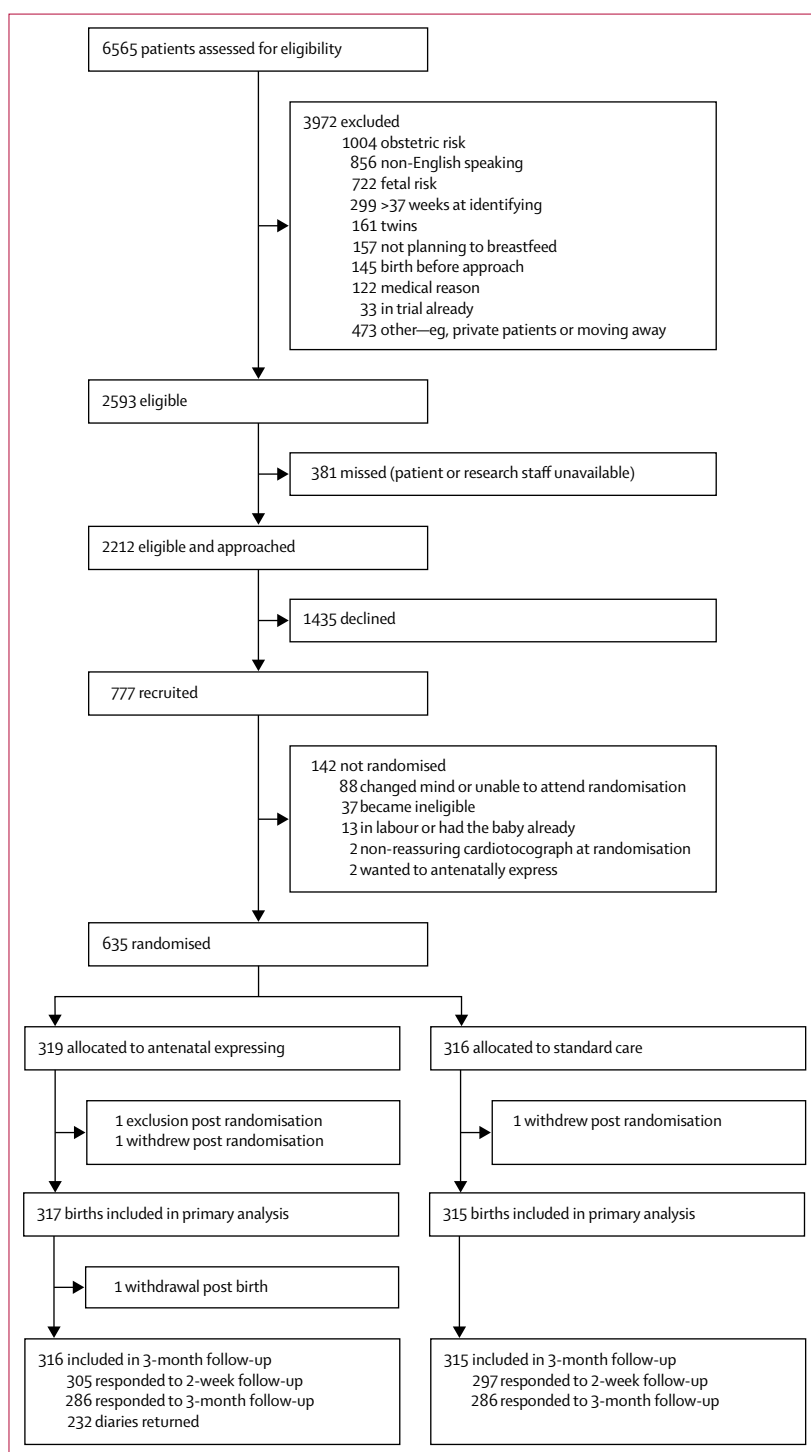 6565 patients assessed for eligibility
3972 excluded
1004 obstetric risk
856 non-English speaking
722 fetal risk
299 >37 weeks at identifying
161 twins
157 not planning to breastfeed
145 birth before approach
122 medical reason
33 in trial already
473 other—eg, private patients or moving away
2593 eligible
381 missed (patient or research staff unavailable)
2212 eligible and approached
1435 declined
777 recruited
142 not randomised
88 changed mind or unable to attend randomisation
37 became ineligible
13 in labour or had the baby already
2 non-reassuring cardiotocograph at randomisation
2 wanted to antenatally express
635 randomised
319 allocated to antenatal expressing
316 allocated to standard care
1 exclusion post randomisation
1 withdrew post randomisation
1 withdrew post randomisation
317 births included in primary analysis
315 births included in primary analysis
1 withdrawal post birth
316 included in 3-month follow-up
305 responded to 2-week follow-up
286 responded to 3-month follow-up
232 diaries returned
315 included in 3-month follow-up
297 responded to 2-week follow-up
286 responded to 3-month follow-up